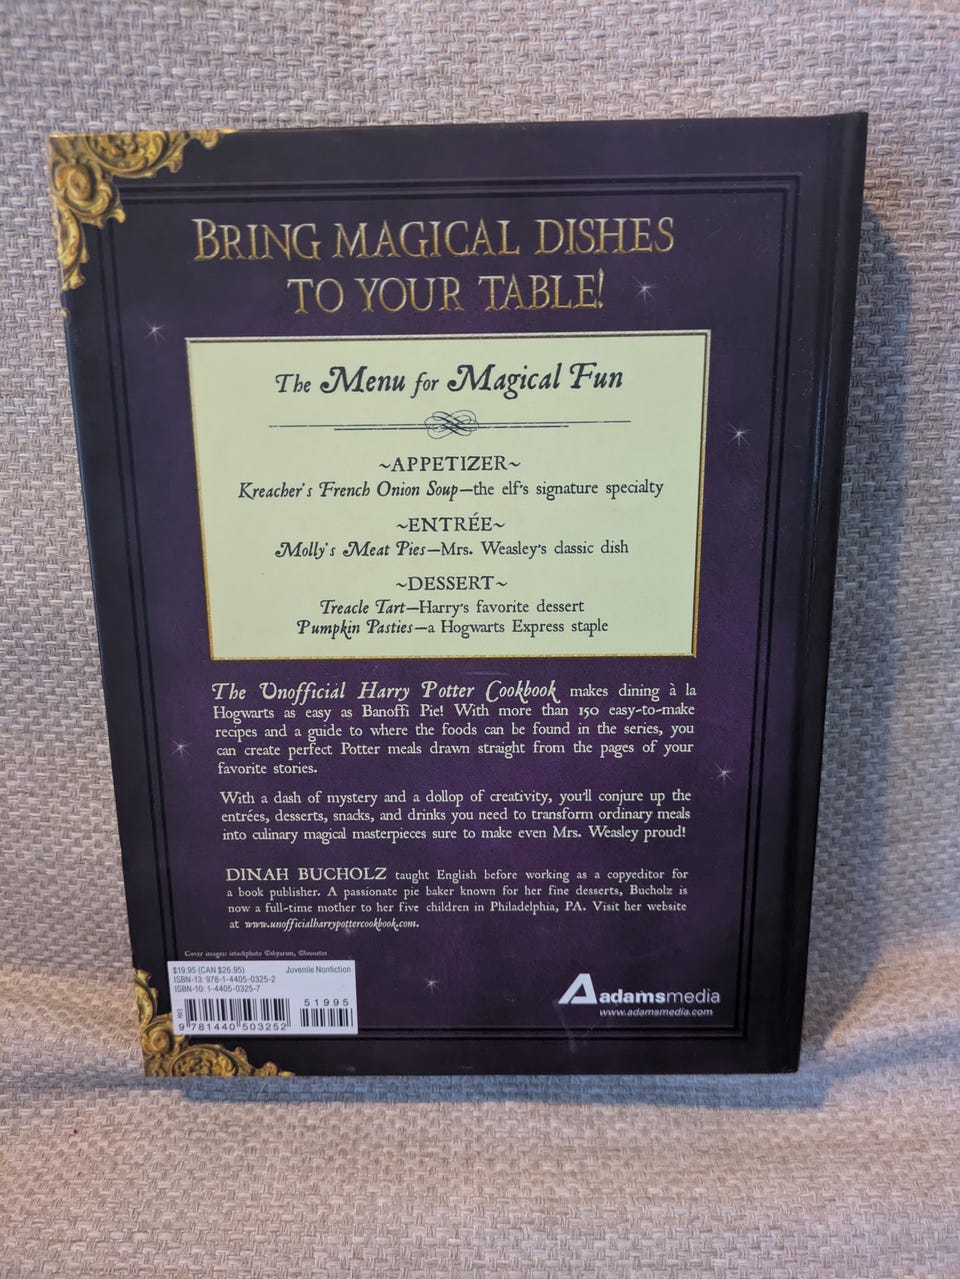 BRING MAGICAL DISHES
TO YOUR TABLE!
The Menu for Magical Fun
~APPETIZER~
Kreacher's French Onion Soup—the elf's signature specialty
~ENTRÉE~
Molly's Meat Pies—Mrs. Weasley's classic dish
~DESSERT~
Treacle Tart—Harry's favorite dessert
Pumpkin Pasties—a Hogwarts Express staple
The Unofficial Harry Potter Cookbook makes dining à la
Hogwarts as easy as Banoffi Pie! With more than 150 easy-to-make
recipes and a guide to where the foods can be found in the series, you
can create perfect Potter meals drawn straight from the pages of your
favorite stories.
With a dash of mystery and a dollop of creativity, you'll conjure up the
entrées, desserts, snacks, and drinks you need to transform ordinary meals
into culinary magical masterpieces sure to make even Mrs. Weasley proud!
DINAH BUCHOLZ taught English before working as a copyeditor for
a book publisher. A passionate pie baker known for her fine desserts, Bucholz is
now a full-time mother to her five children in Philadelphia, PA. Visit her website
at www.unofficialharrypottercookbook.com.
Cover images: istockphoto
$19.95 (CAN $26.95) Juvenile Nonfiction
ISBN-13: 978-1-4405-0325-2
ISBN-10: 1-4405-0325-7
51995
9 781440 503252
adamsmedia
www.adamsmedia.com